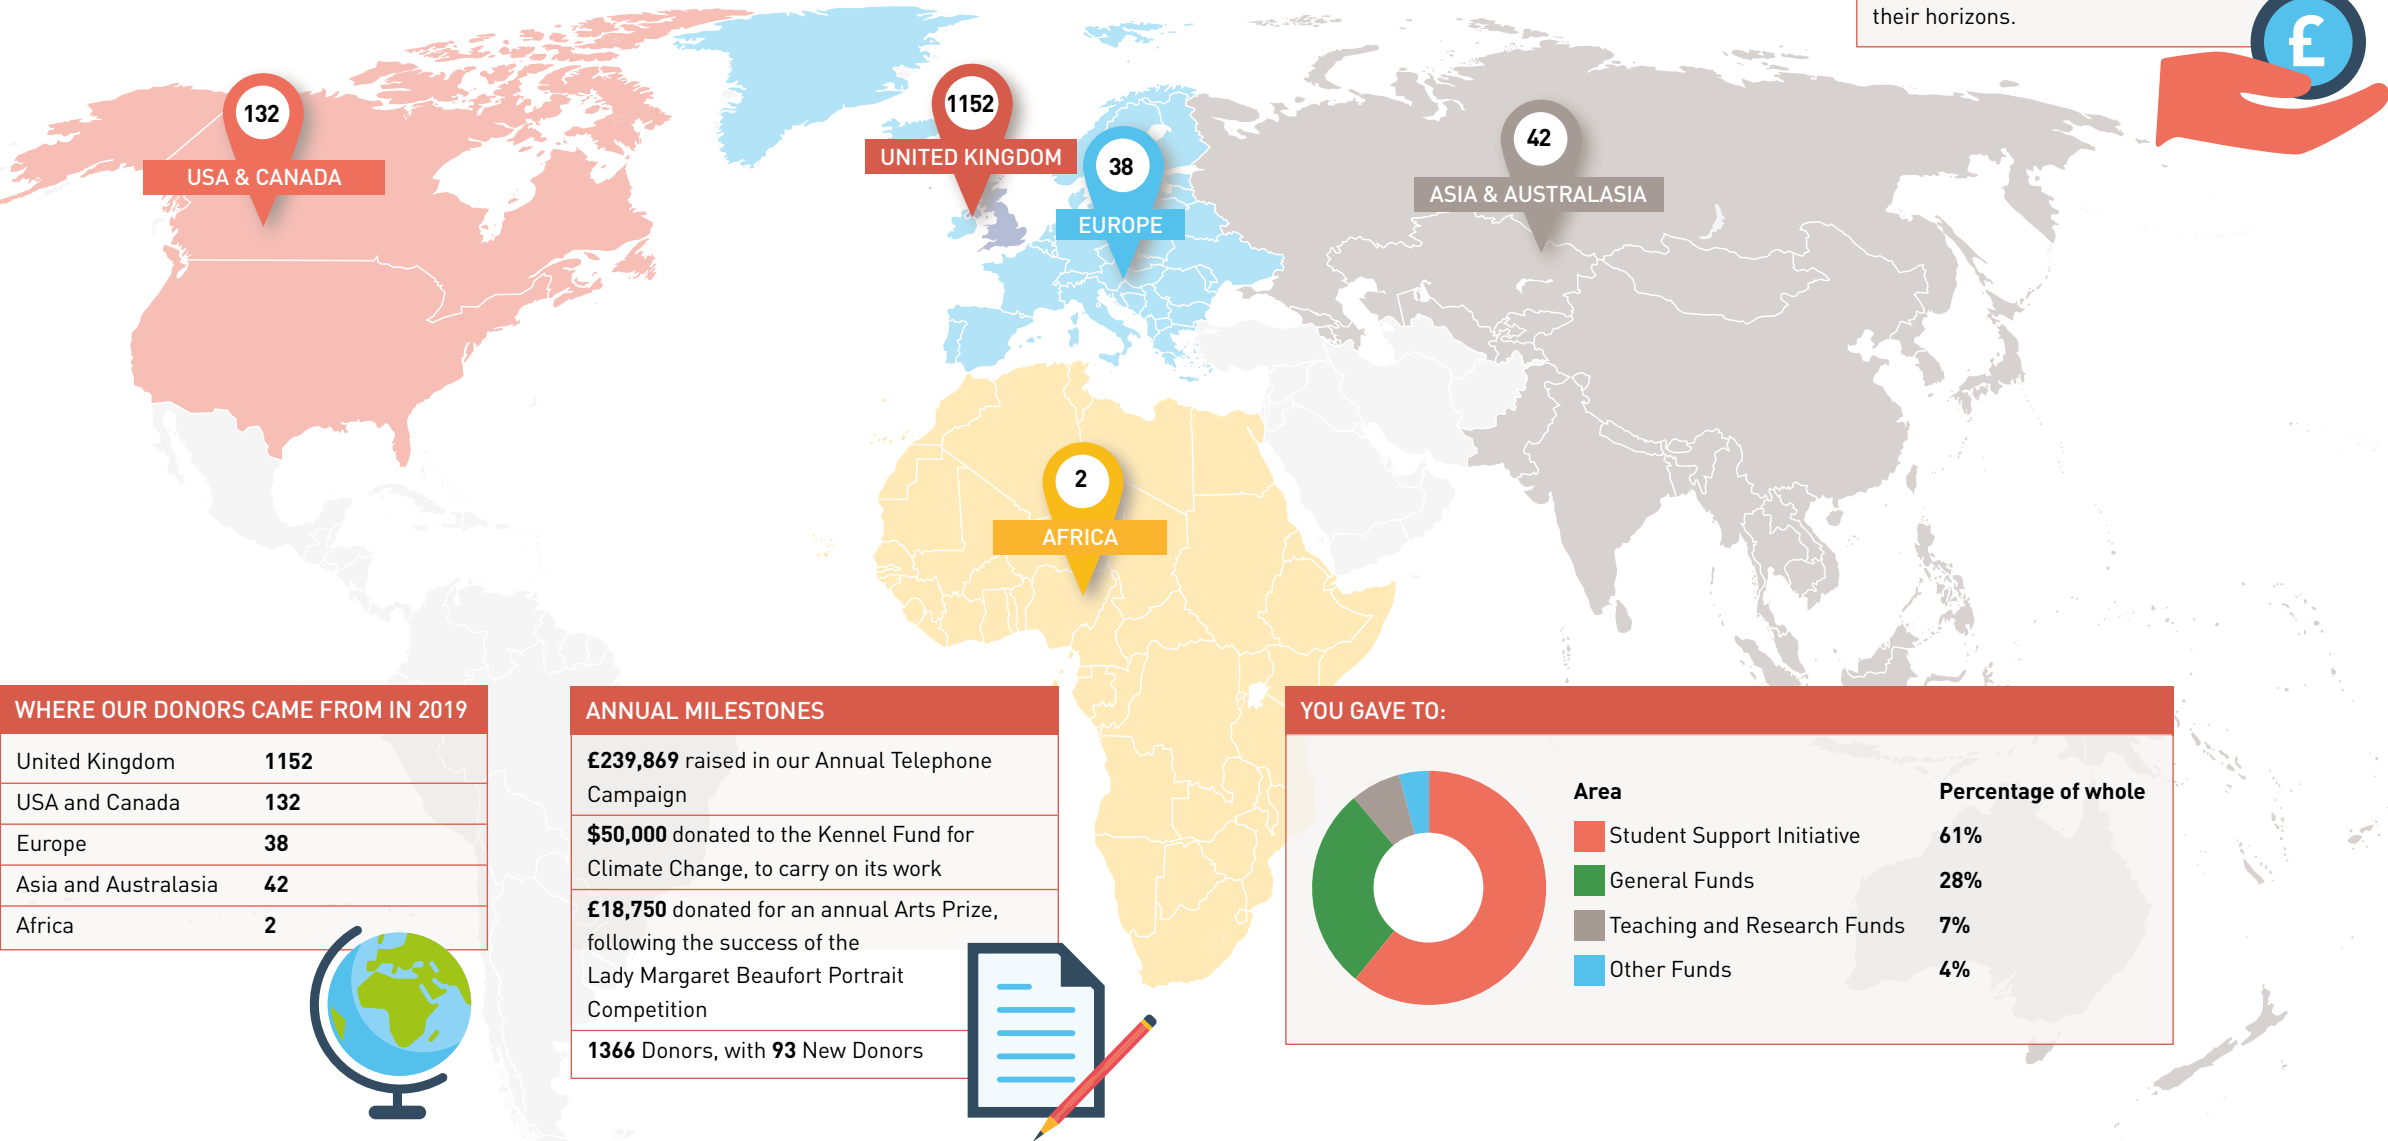 their horizons.
£
132
USA & CANADA
1152
UNITED KINGDOM
38
EUROPE
42
ASIA & AUSTRALASIA
2
AFRICA
WHERE OUR DONORS CAME FROM IN 2019
United Kingdom 1152
USA and Canada 132
Europe 38
Asia and Australasia 42
Africa 2
ANNUAL MILESTONES
£239,869 raised in our Annual Telephone
Campaign
$50,000 donated to the Kennel Fund for
Climate Change, to carry on its work
£18,750 donated for an annual Arts Prize,
following the success of the
Lady Margaret Beaufort Portrait
Competition
1366 Donors, with 93 New Donors
YOU GAVE TO:
Area Percentage of whole
Student Support Initiative 61%
General Funds 28%
Teaching and Research Funds 7%
Other Funds 4%